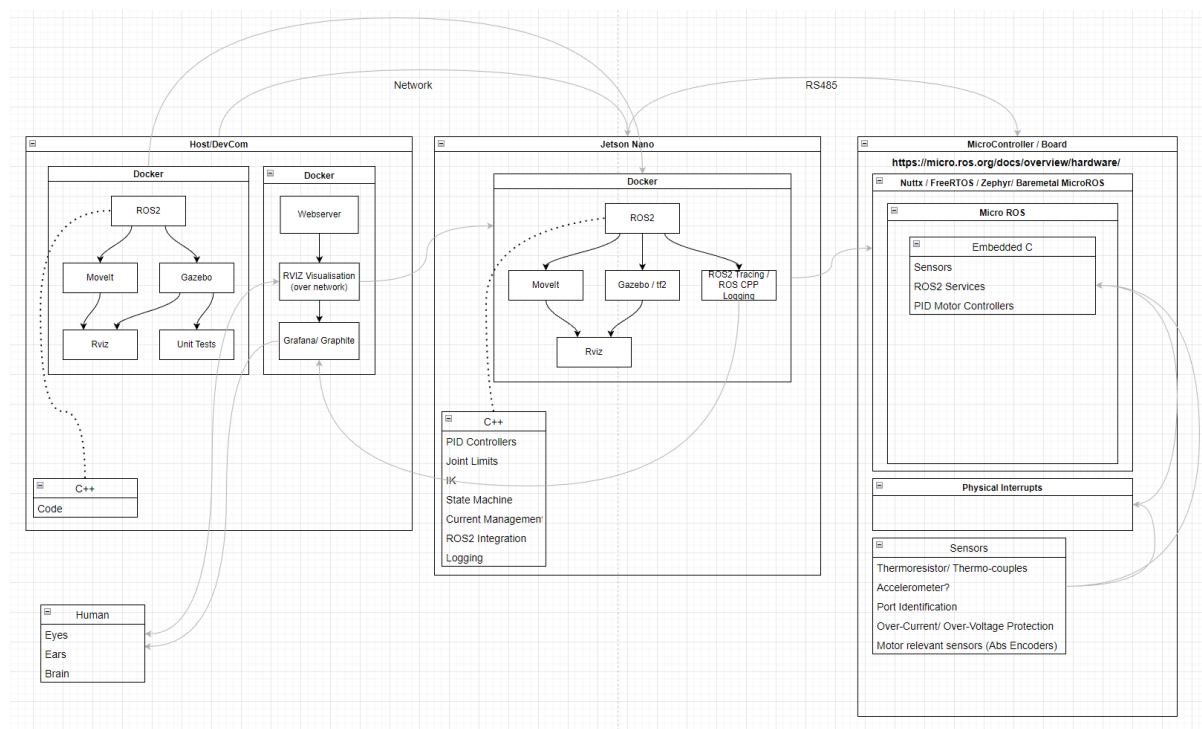 Network
RS485
Host/DevCom
Docker
ROS2
MoveIt
Gazebo
Rviz
Unit Tests
C++
Code
Docker
Webserver
RVIZ Visualisation
(over network)
Grafana/ Graphite
Human
Eyes
Ears
Brain
Jetson Nano
Docker
ROS2
MoveIt
Gazebo / tf2
ROS2 Tracing /
ROS CPP
Logging
Rviz
C++
PID Controllers
Joint Limits
IK
State Machine
Current Management
ROS2 Integration
Logging
MicroController / Board
https://micro.ros.org/docs/overview/hardware/
Nuttx / FreeRTOS / Zephyr/ Baremetal MicroROS
Micro ROS
Embedded C
Sensors
ROS2 Services
PID Motor Controllers
Physical Interrupts
Sensors
Thermoresistor/ Thermo-couples
Accelerometer?
Port Identification
Over-Current/ Over-Voltage Protection
Motor relevant sensors (Abs Encoders)